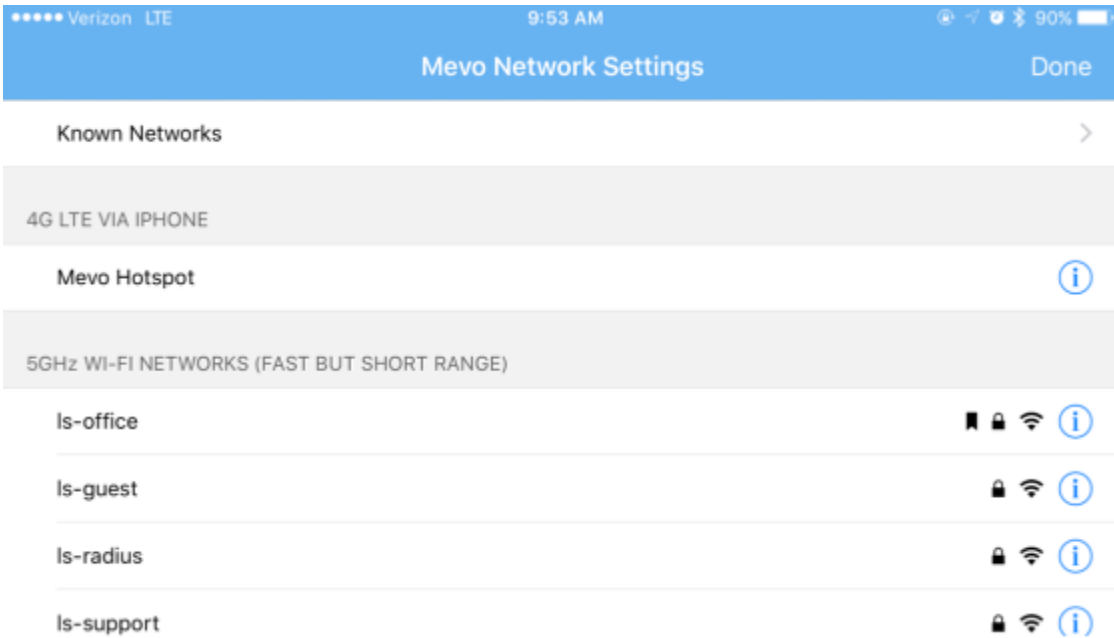 Verizon LTE 9:53 AM 90%
Mevo Network Settings Done
Known Networks
4G LTE VIA IPHONE
Mevo Hotspot
5GHz WI-FI NETWORKS (FAST BUT SHORT RANGE)
ls-office
ls-guest
ls-radius
ls-support